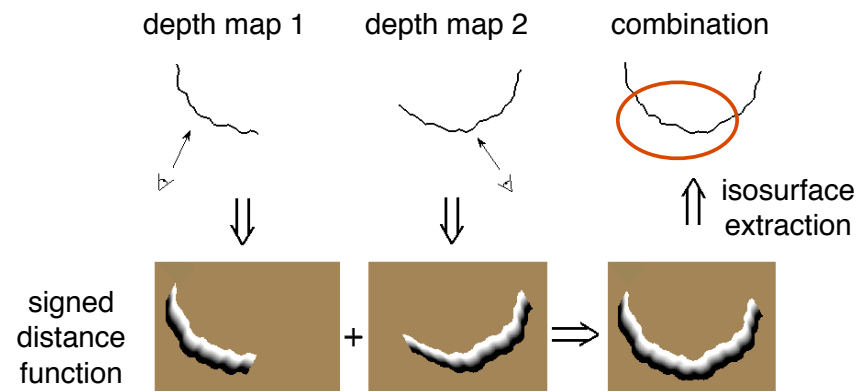 depth map 1
depth map 2
combination
isosurface
extraction
signed
distance
function
+